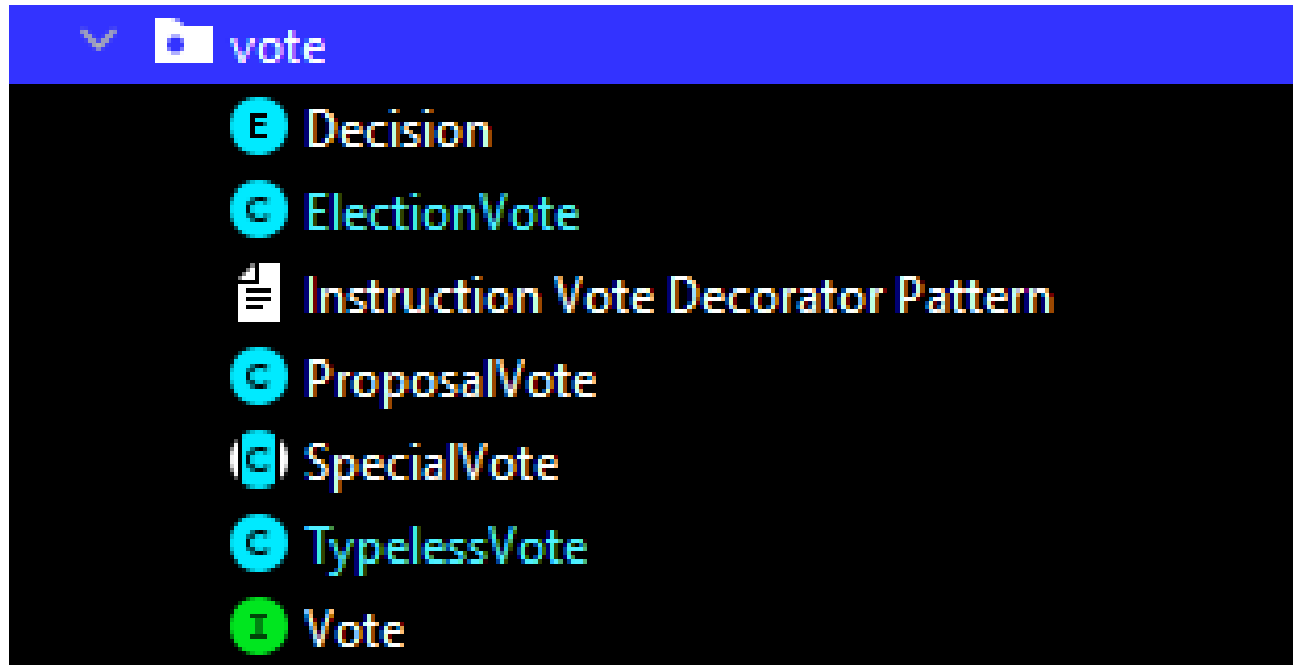 vote
E Decision
C ElectionVote
Instruction Vote Decorator Pattern
C ProposalVote
C SpecialVote
C TypelessVote
I Vote